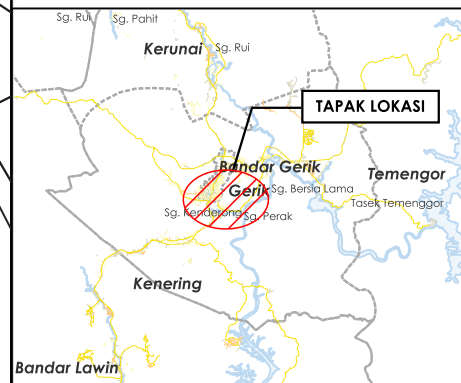 Sg. Rui
Sg. Pahit
Kerunai
Sg. Rui
TAPAK LOKASI
Bandar Gerik
Temengor
Gerik
Sg. Bersia Lama
Tasek Temenggor
Sg. Kenderong
Sg. Perak
Kenering
Bandar Lawin